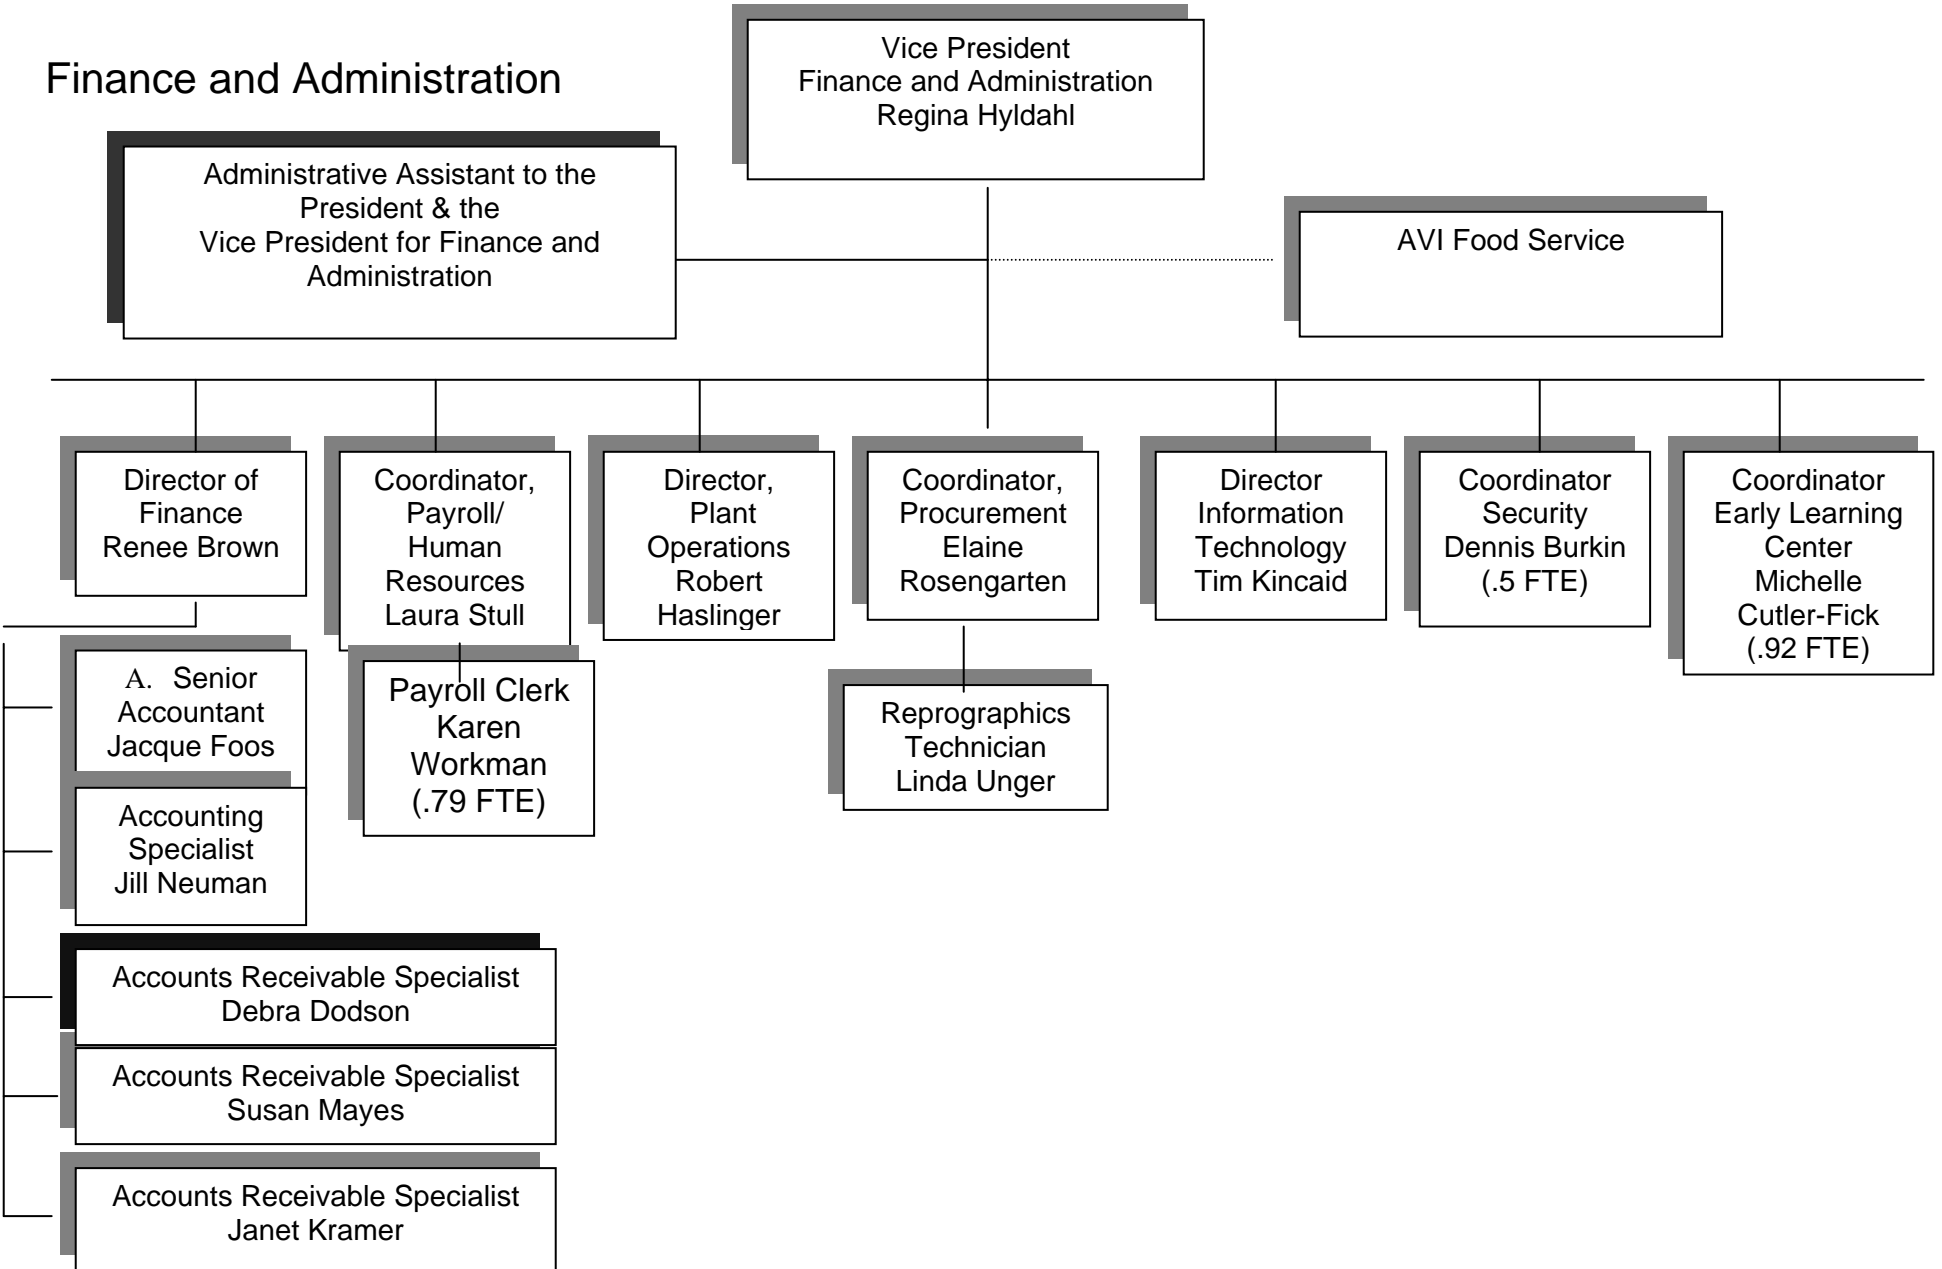 Finance and Administration
Vice President
Finance and Administration
Regina Hyldahl
Administrative Assistant to the
President & the
Vice President for Finance and
Administration
AVI Food Service
Director of
Finance
Renee Brown
Coordinator,
Payroll/
Human
Resources
Laura Stull
Director,
Plant
Operations
Robert
Haslinger
Coordinator,
Procurement
Elaine
Rosengarten
Director
Information
Technology
Tim Kincaid
Coordinator
Security
Dennis Burkin
(.5 FTE)
Coordinator
Early Learning
Center
Michelle
Cutler-Fick
(.92 FTE)
A. Senior
Accountant
Jacque Foos
Payroll Clerk
Karen
Workman
(.79 FTE)
Reprographics
Technician
Linda Unger
Accounting
Specialist
Jill Neuman
Accounts Receivable Specialist
Debra Dodson
Accounts Receivable Specialist
Susan Mayes
Accounts Receivable Specialist
Janet Kramer